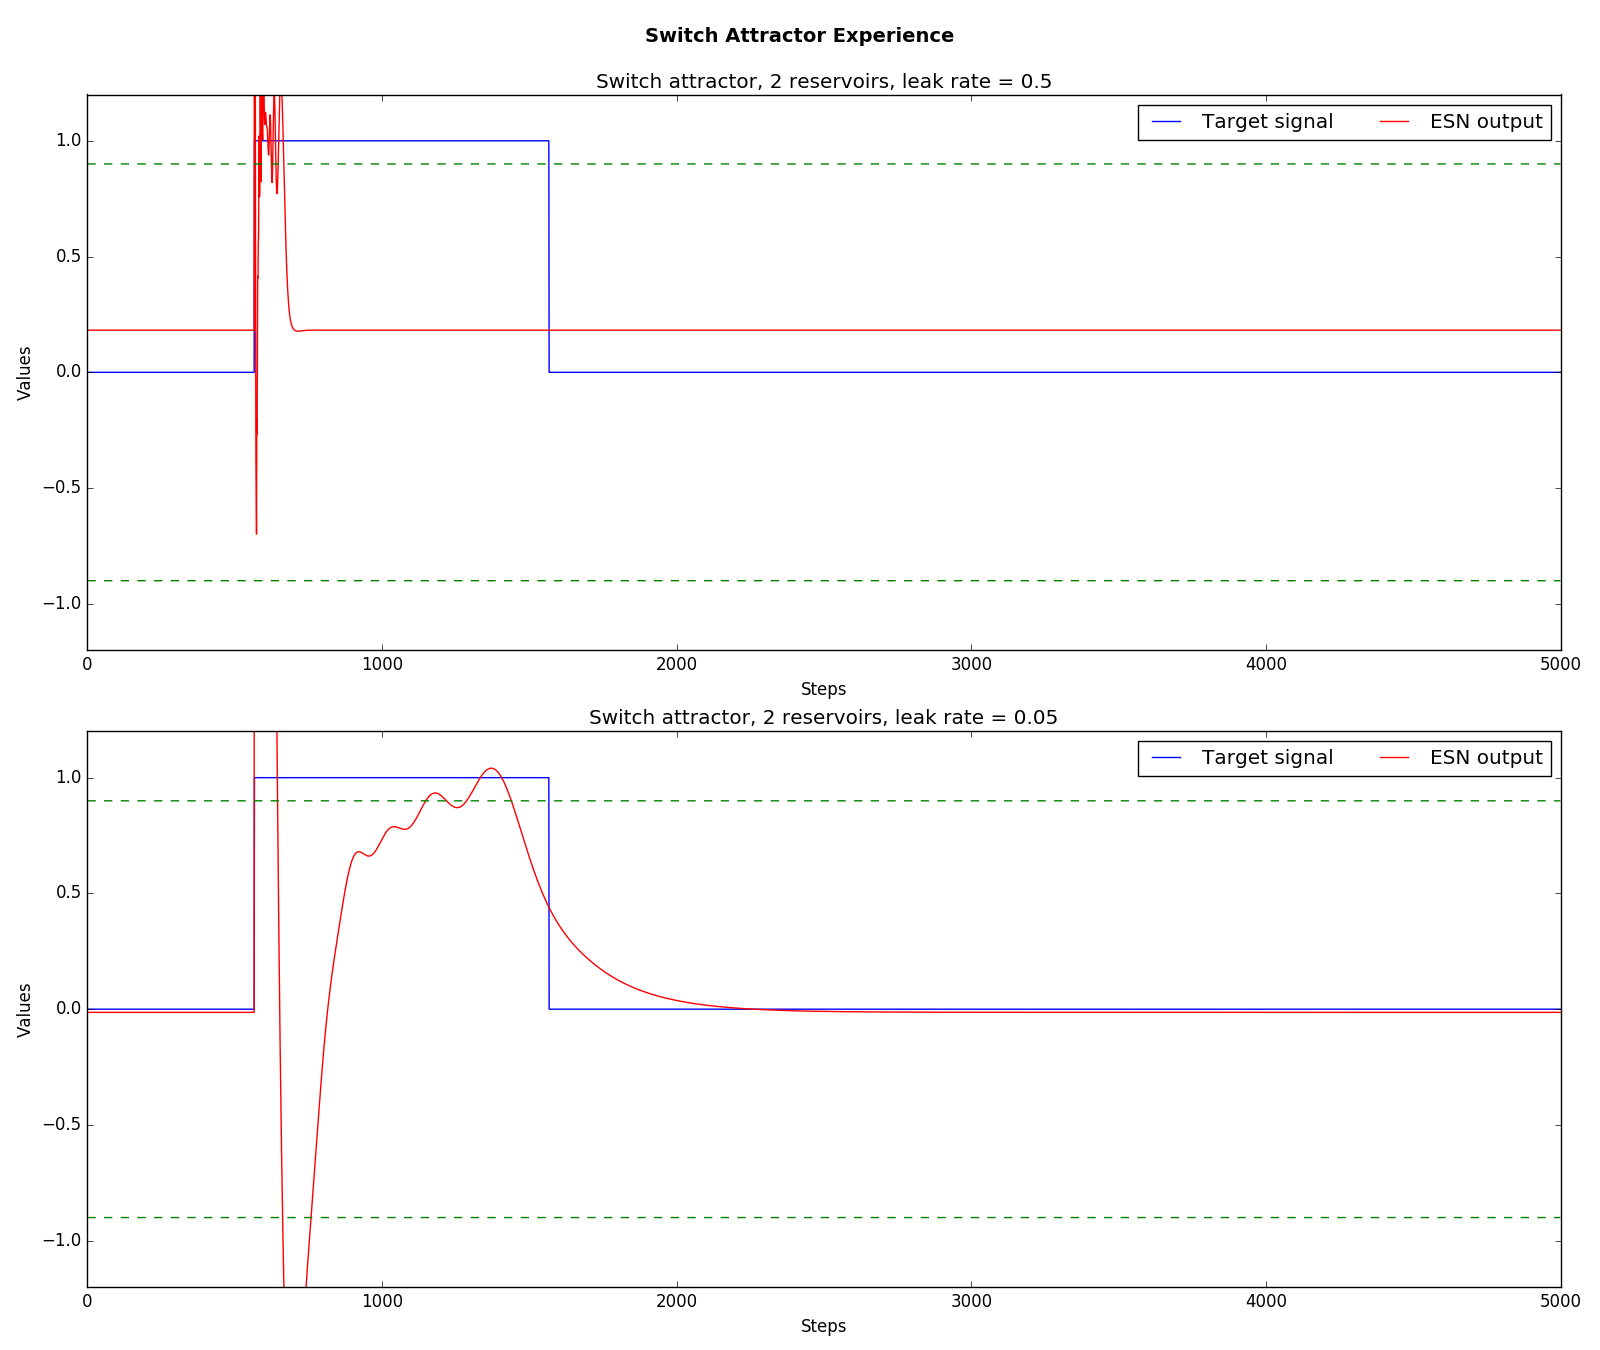 Switch Attractor Experience
Switch attractor, 2 reservoirs, leak rate = 0.5
Target signal ESN output
1.0
0.5
0.0
−0.5
−1.0
Values
0 1000 2000 3000 4000 5000
Steps
Switch attractor, 2 reservoirs, leak rate = 0.05
Target signal ESN output
1.0
0.5
0.0
−0.5
−1.0
Values
0 1000 2000 3000 4000 5000
Steps